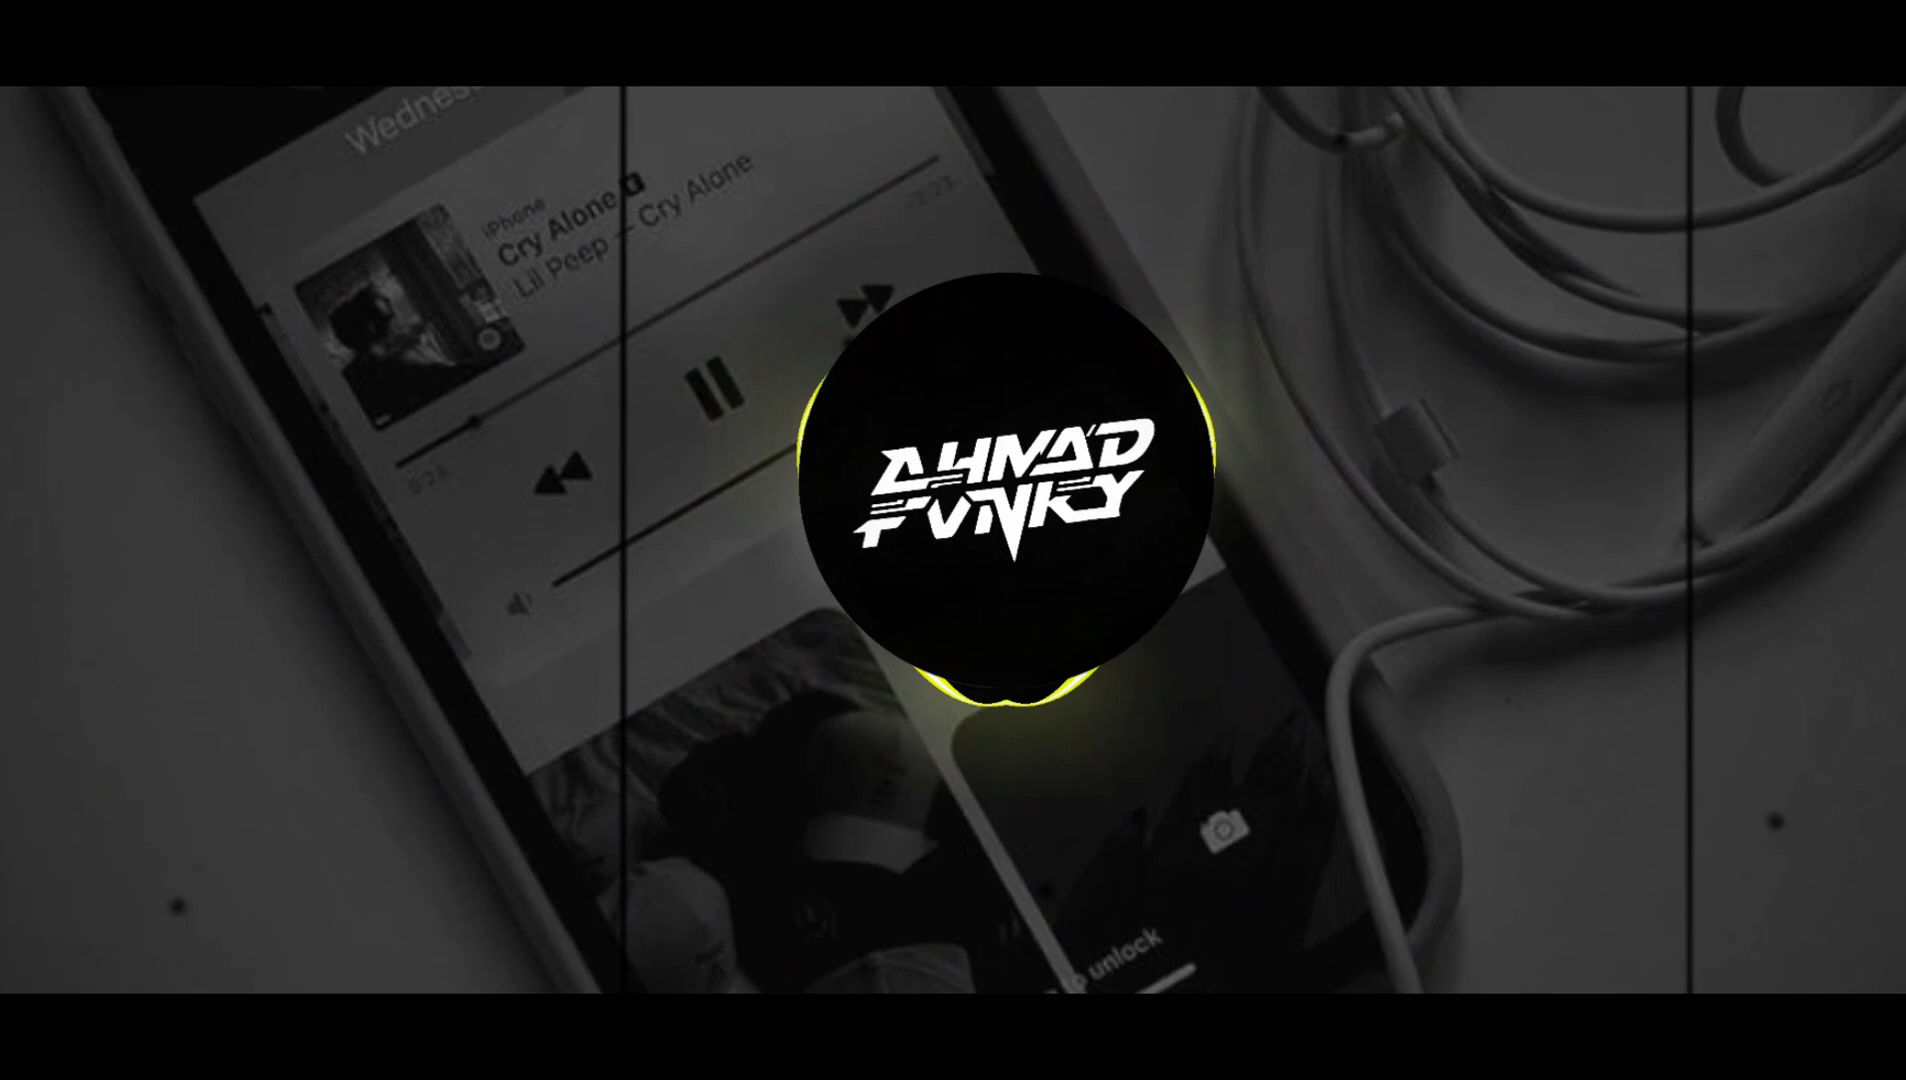 Wednes
iPhone
Cry Alone E
Lil Peep — Cry Alone
AHMAD
FVNKY
unlock